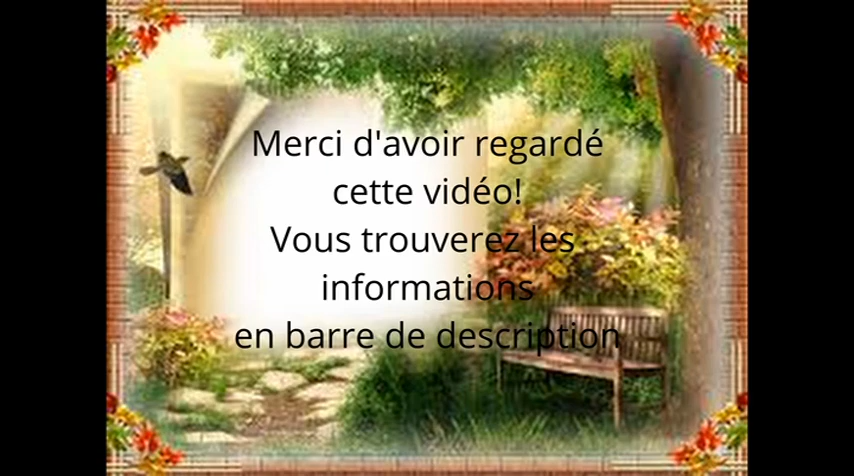 Merci d'avoir regardé
cette vidéo!
Vous trouverez les
informations
en barre de description